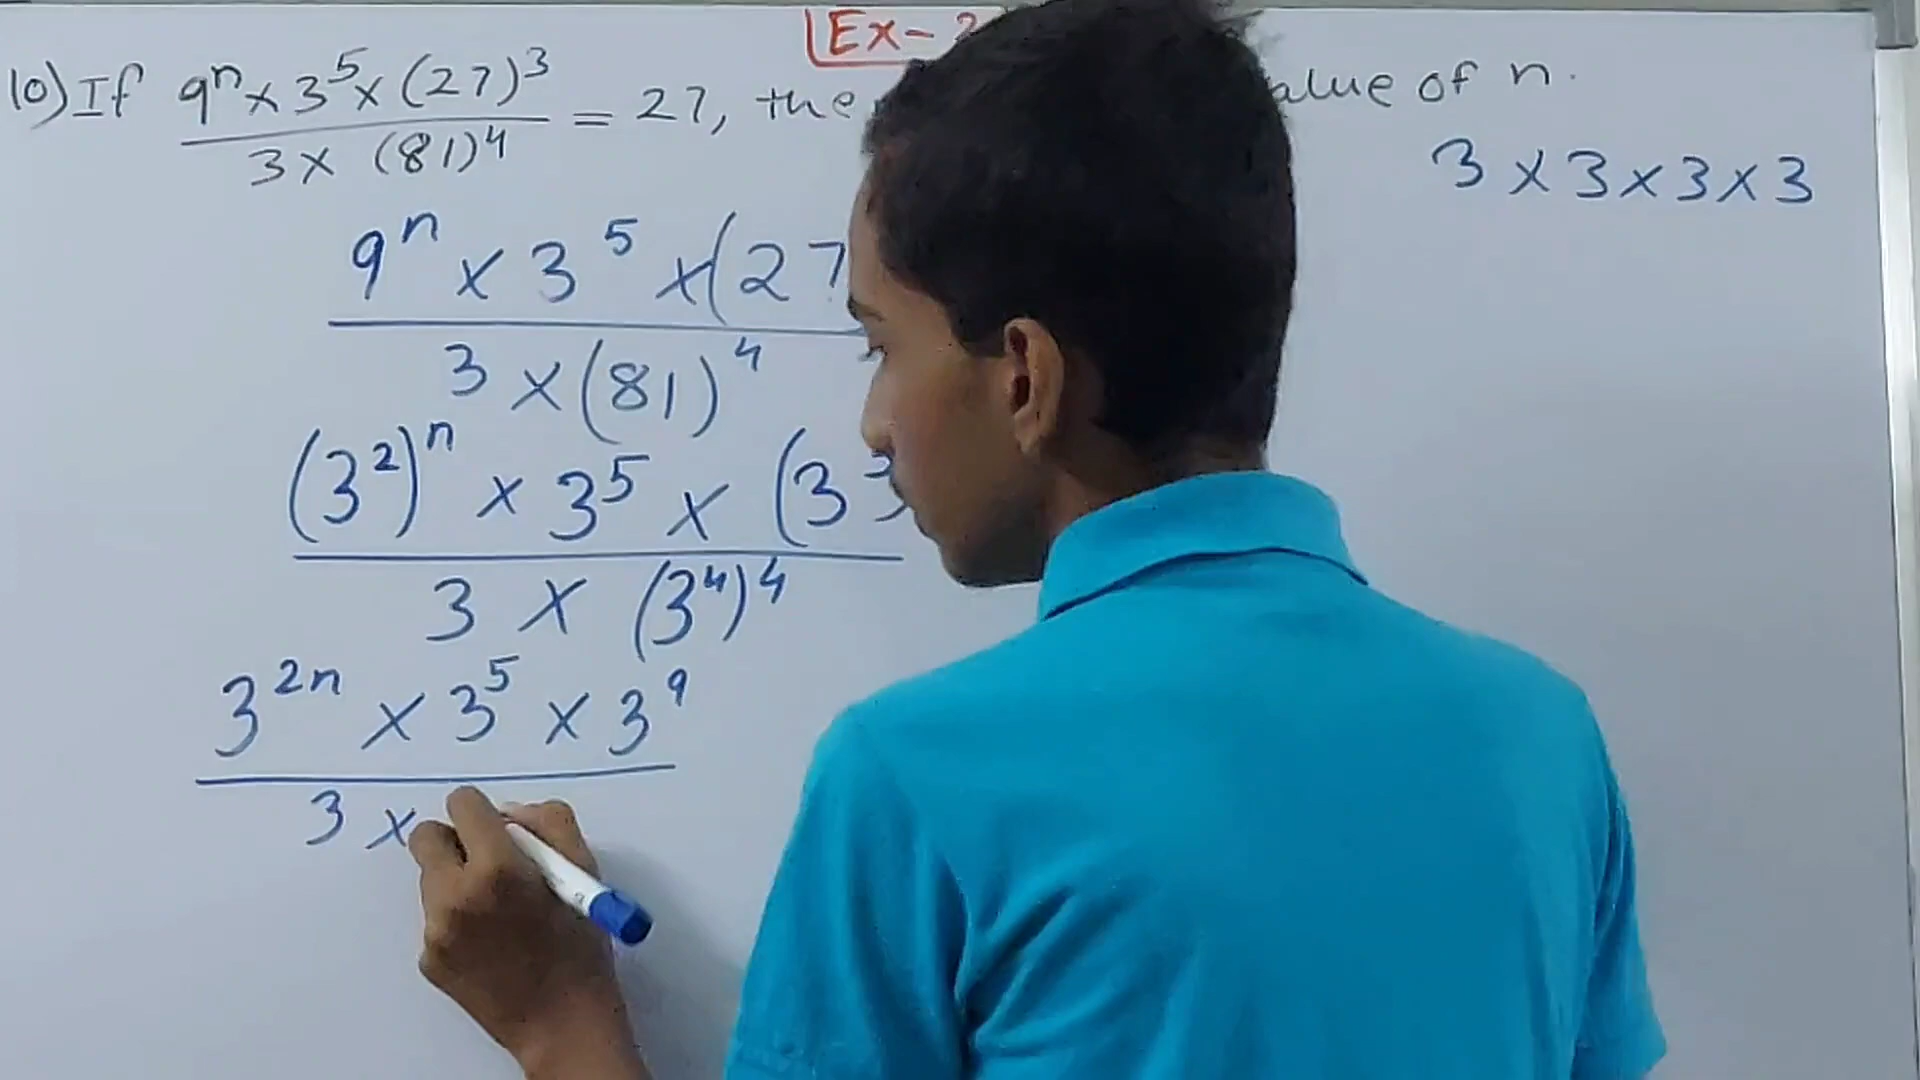 Ex-
10) If 9ⁿ × 3⁵ × (27)³ / 3 × (81)⁴ = 27, the alue of n.
3 × 3 × 3 × 3
9ⁿ × 3⁵ × (27
3 × (81)⁴
(3²)ⁿ × 3⁵ × (3³
3 × (3⁴)⁴
3²ⁿ × 3⁵ × 3⁹
3 ×